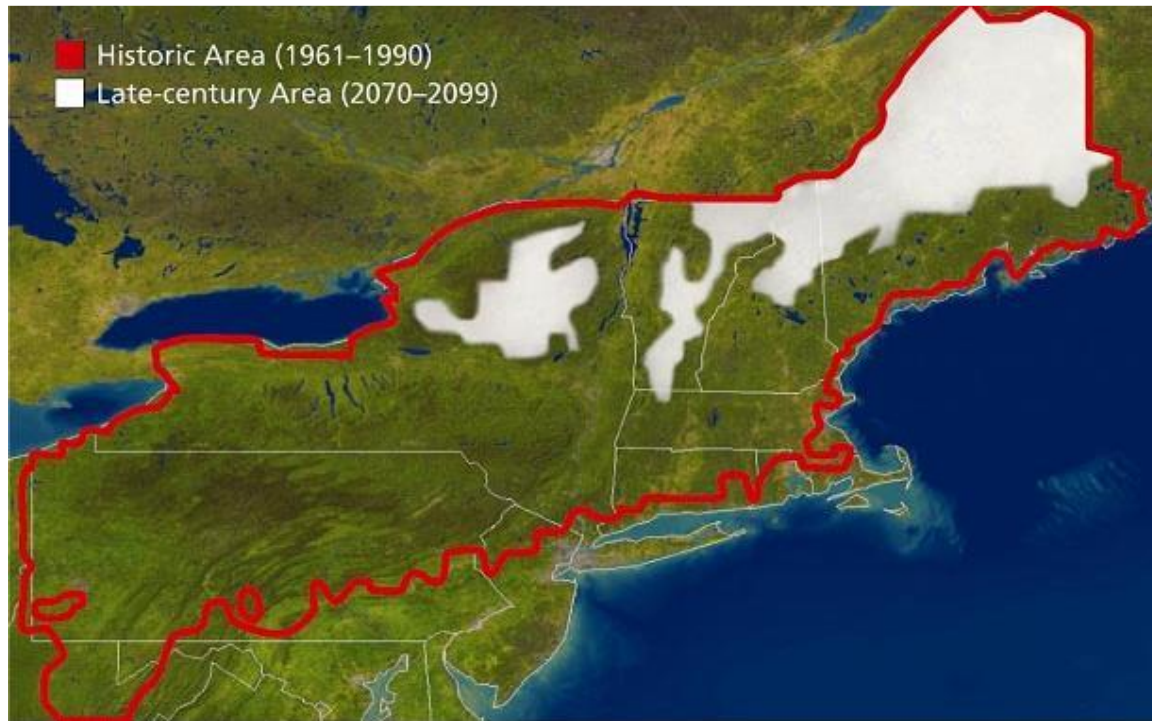 Historic Area (1961–1990)
Late-century Area (2070–2099)